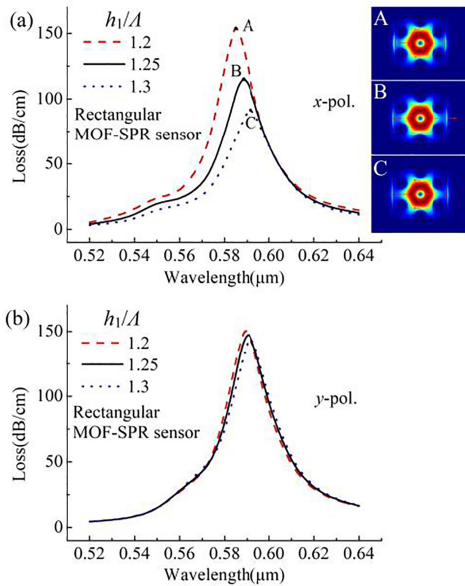 (a)
h₁/Λ
1.2
1.25
1.3
Rectangular
MOF-SPR sensor
A
B
C
x-pol.
Loss(dB/cm)
150
100
50
0
0.52 0.54 0.56 0.58 0.60 0.62 0.64
Wavelength(μm)
A
B
C
(b)
h₁/Λ
1.2
1.25
1.3
Rectangular
MOF-SPR sensor
y-pol.
Loss(dB/cm)
150
100
50
0
0.52 0.54 0.56 0.58 0.60 0.62 0.64
Wavelength(μm)